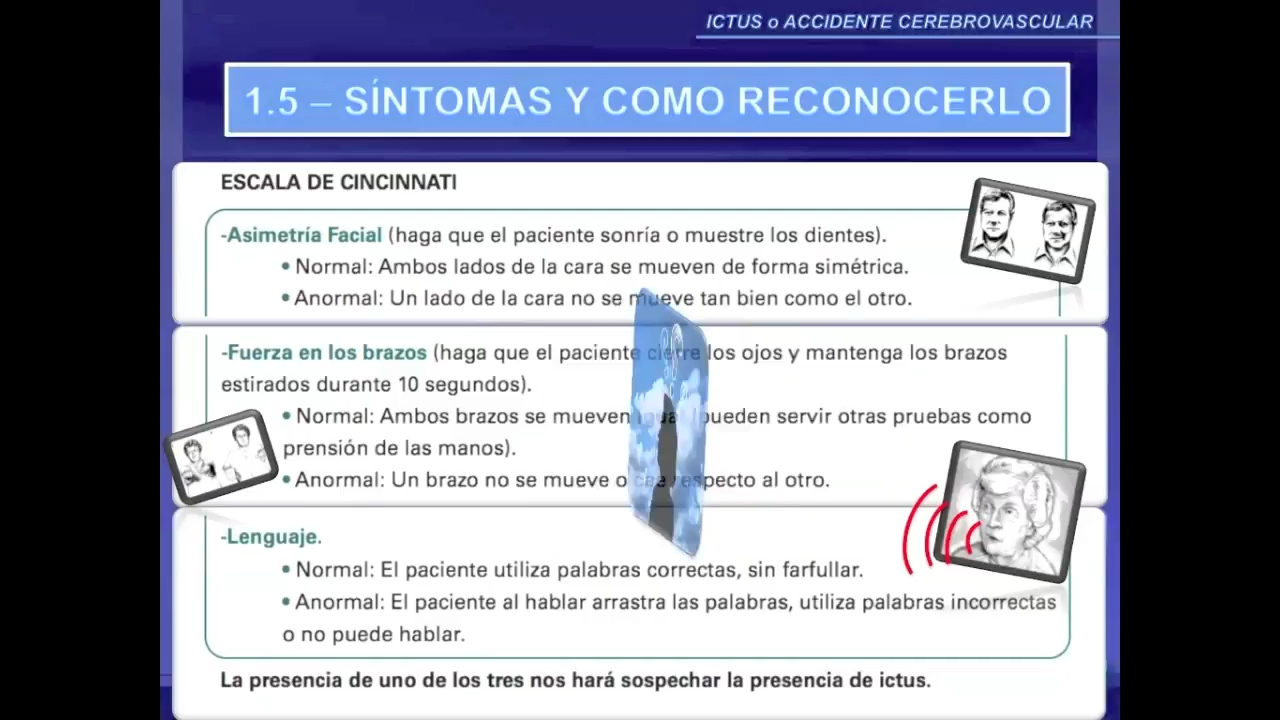 ICTUS o ACCIDENTE CEREBROVASCULAR
1.5 – SÍNTOMAS Y COMO RECONOCERLO
ESCALA DE CINCINNATI
-Asimetría Facial (haga que el paciente sonría o muestre los dientes).
• Normal: Ambos lados de la cara se mueven de forma simétrica.
• Anormal: Un lado de la cara no se mueve tan bien como el otro.
-Fuerza en los brazos (haga que el paciente cierre los ojos y mantenga los brazos
estirados durante 10 segundos).
• Normal: Ambos brazos se mueven igual (pueden servir otras pruebas como
prensión de las manos).
• Anormal: Un brazo no se mueve o cae respecto al otro.
-Lenguaje.
• Normal: El paciente utiliza palabras correctas, sin farfullar.
• Anormal: El paciente al hablar arrastra las palabras, utiliza palabras incorrectas
o no puede hablar.
La presencia de uno de los tres nos hará sospechar la presencia de ictus.